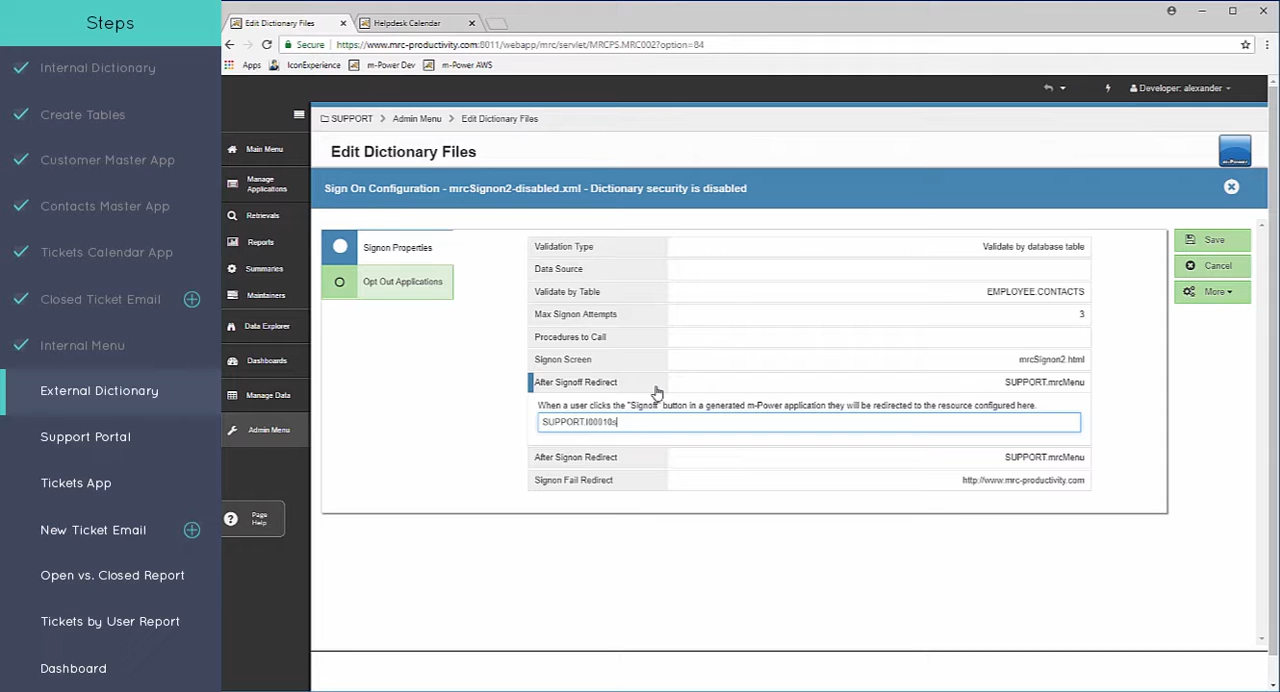 Steps
Internal Dictionary
Create Tables
Customer Master App
Contacts Master App
Tickets Calendar App
Closed Ticket Email
Internal Menu
External Dictionary
Support Portal
Tickets App
New Ticket Email
Open vs. Closed Report
Tickets by User Report
Dashboard
Edit Dictionary Files
Helpdesk Calendar
Secure https://www.mrc-productivity.com:8011/webapp/mrc/servlet/MRCPS.MRC002?option=84
Apps IconExperience m-Power Dev m-Power AWS
Developer: alexander
SUPPORT > Admin Menu > Edit Dictionary Files
Edit Dictionary Files
m-Power
Sign On Configuration - mrcSignon2-disabled.xml - Dictionary security is disabled
Main Menu
Manage Applications
Retrievals
Reports
Summaries
Maintainers
Data Explorer
Dashboards
Manage Data
Admin Menu
Page Help
Signon Properties
Opt Out Applications
Validation Type Validate by database table
Data Source
Validate by Table EMPLOYEE.CONTACTS
Max Signon Attempts 3
Procedures to Call
Signon Screen mrcSignon2.html
After Signoff Redirect SUPPORT.mrcMenu
When a user clicks the "Signoff" button in a generated m-Power application they will be redirected to the resource configured here.
SUPPORT.I00010s
After Signon Redirect SUPPORT.mrcMenu
Signon Fail Redirect http://www.mrc-productivity.com
Save
Cancel
More